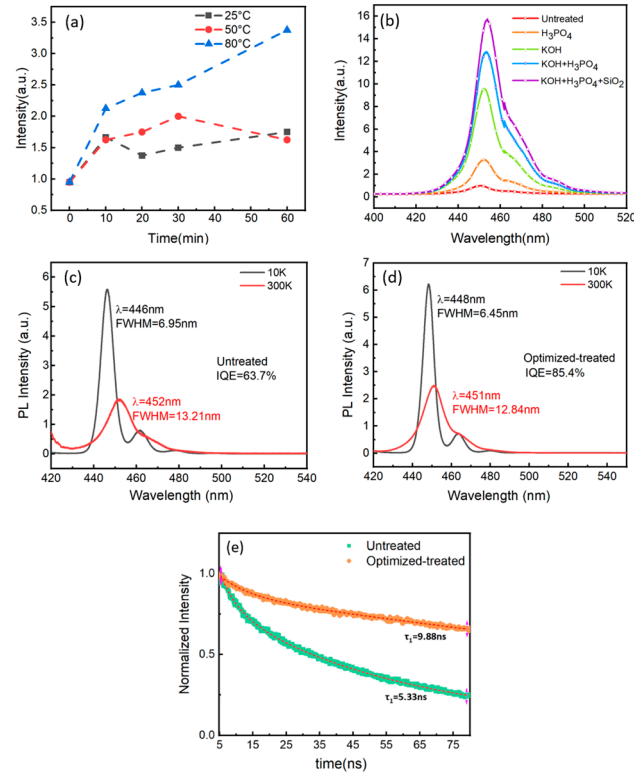 (a)
25°C
50°C
80°C
Intensity(a.u.)
3.5
3.0
2.5
2.0
1.5
1.0
0.5
0 10 20 30 40 50 60
Time(min)
(b)
Untreated
H₃PO₄
KOH
KOH+H₃PO₄
KOH+H₃PO₄+SiO₂
Intensity(a.u.)
16
14
12
10
8
6
4
2
0
400 420 440 460 480 500 520
Wavelength(nm)
(c)
10K
300K
λ=446nm
FWHM=6.95nm
Untreated
IQE=63.7%
λ=452nm
FWHM=13.21nm
PL Intensity (a.u.)
6
5
4
3
2
1
0
420 440 460 480 500 520 540
Wavelength (nm)
(d)
10K
300K
λ=448nm
FWHM=6.45nm
Optimized-treated
IQE=85.4%
λ=451nm
FWHM=12.84nm
PL Intensity (a.u.)
7
6
5
4
3
2
1
0
420 440 460 480 500 520 540
Wavelength (nm)
(e)
Untreated
Optimized-treated
τ₁=9.88ns
τ₁=5.33ns
Normalized Intensity
1.0
0.5
0.0
5 15 25 35 45 55 65 75
time(ns)